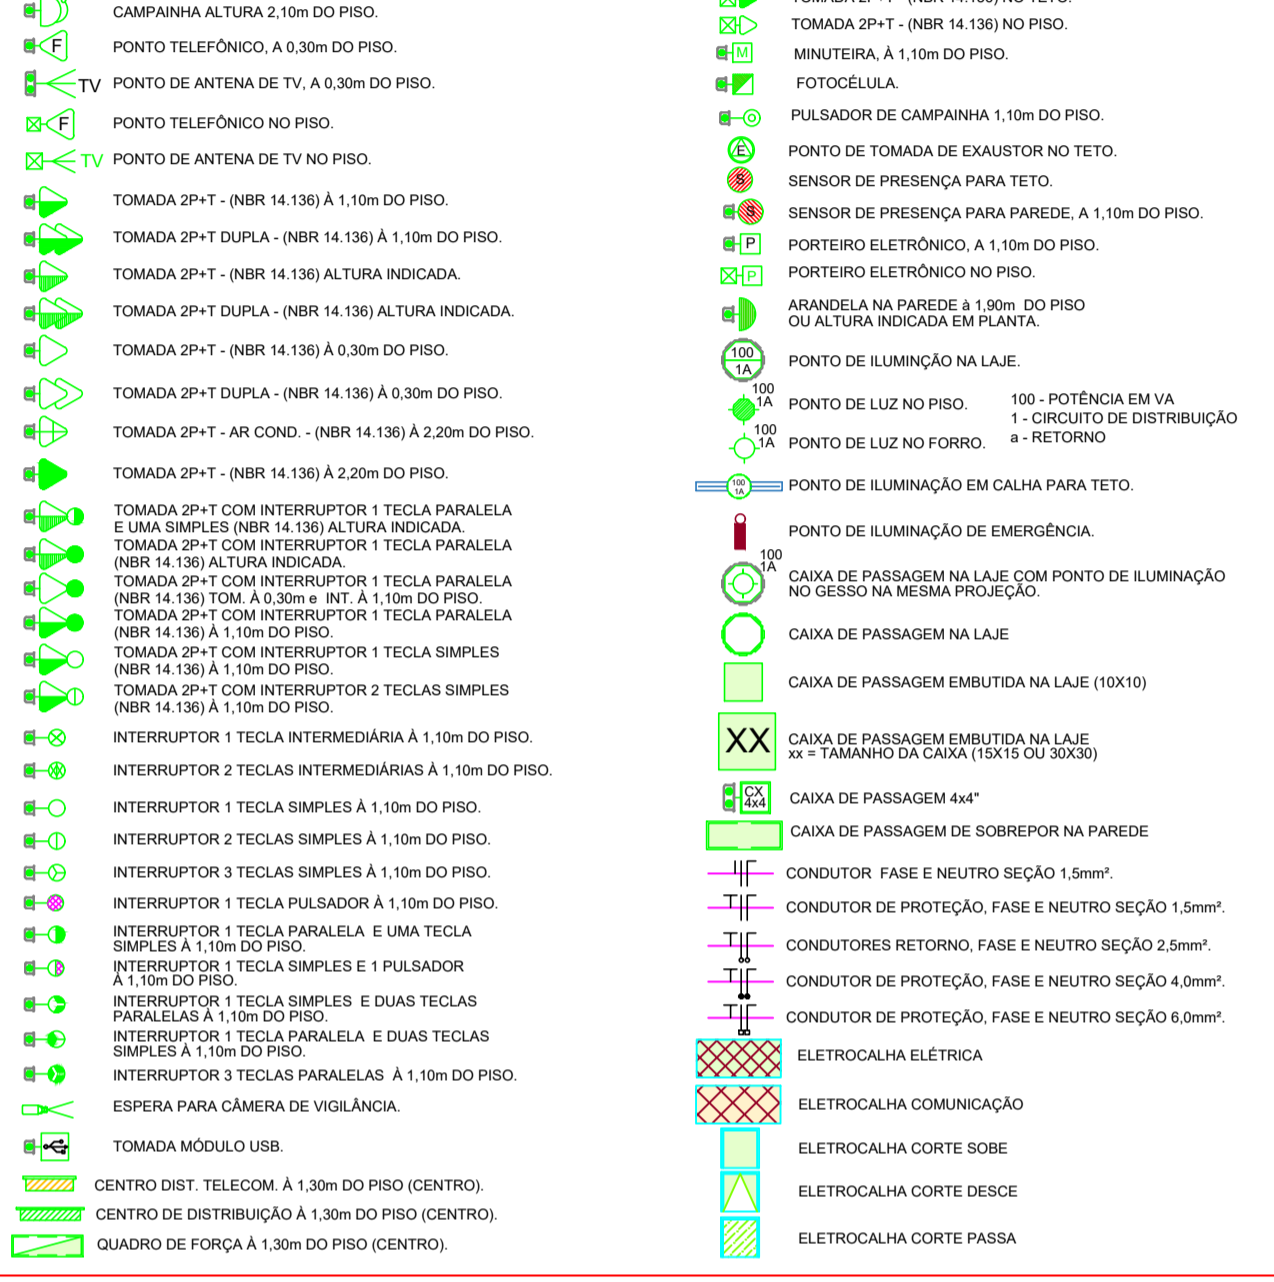 CAMPAINHA ALTURA 2,10m DO PISO.
F PONTO TELEFÔNICO, A 0,30m DO PISO.
TV PONTO DE ANTENA DE TV, A 0,30m DO PISO.
F PONTO TELEFÔNICO NO PISO.
TV PONTO DE ANTENA DE TV NO PISO.
TOMADA 2P+T - (NBR 14.136) À 1,10m DO PISO.
TOMADA 2P+T DUPLA - (NBR 14.136) À 1,10m DO PISO.
TOMADA 2P+T - (NBR 14.136) ALTURA INDICADA.
TOMADA 2P+T DUPLA - (NBR 14.136) ALTURA INDICADA.
TOMADA 2P+T - (NBR 14.136) À 0,30m DO PISO.
TOMADA 2P+T DUPLA - (NBR 14.136) À 0,30m DO PISO.
TOMADA 2P+T - AR COND. - (NBR 14.136) À 2,20m DO PISO.
TOMADA 2P+T - (NBR 14.136) À 2,20m DO PISO.
TOMADA 2P+T COM INTERRUPTOR 1 TECLA PARALELA
E UMA SIMPLES (NBR 14.136) ALTURA INDICADA.
TOMADA 2P+T COM INTERRUPTOR 1 TECLA PARALELA
(NBR 14.136) ALTURA INDICADA.
TOMADA 2P+T COM INTERRUPTOR 1 TECLA PARALELA
(NBR 14.136) TOM. À 0,30m e INT. À 1,10m DO PISO.
TOMADA 2P+T COM INTERRUPTOR 1 TECLA PARALELA
(NBR 14.136) À 1,10m DO PISO.
TOMADA 2P+T COM INTERRUPTOR 1 TECLA SIMPLES
(NBR 14.136) À 1,10m DO PISO.
TOMADA 2P+T COM INTERRUPTOR 2 TECLAS SIMPLES
(NBR 14.136) À 1,10m DO PISO.
INTERRUPTOR 1 TECLA INTERMEDIÁRIA À 1,10m DO PISO.
INTERRUPTOR 2 TECLAS INTERMEDIÁRIAS À 1,10m DO PISO.
INTERRUPTOR 1 TECLA SIMPLES À 1,10m DO PISO.
INTERRUPTOR 2 TECLAS SIMPLES À 1,10m DO PISO.
INTERRUPTOR 3 TECLAS SIMPLES À 1,10m DO PISO.
INTERRUPTOR 1 TECLA PULSADOR À 1,10m DO PISO.
INTERRUPTOR 1 TECLA PARALELA E UMA TECLA
SIMPLES À 1,10m DO PISO.
INTERRUPTOR 1 TECLA SIMPLES E 1 PULSADOR
À 1,10m DO PISO.
INTERRUPTOR 1 TECLA SIMPLES E DUAS TECLAS
PARALELAS À 1,10m DO PISO.
INTERRUPTOR 1 TECLA PARALELA E DUAS TECLAS
SIMPLES À 1,10m DO PISO.
INTERRUPTOR 3 TECLAS PARALELAS À 1,10m DO PISO.
ESPERA PARA CÂMERA DE VIGILÂNCIA.
TOMADA MÓDULO USB.
CENTRO DIST. TELECOM. À 1,30m DO PISO (CENTRO).
CENTRO DE DISTRIBUIÇÃO À 1,30m DO PISO (CENTRO).
QUADRO DE FORÇA À 1,30m DO PISO (CENTRO).
TOMADA 2P+T - (NBR 14.136) NO TETO.
TOMADA 2P+T - (NBR 14.136) NO PISO.
M MINUTEIRA, À 1,10m DO PISO.
FOTOCÉLULA.
PULSADOR DE CAMPAINHA 1,10m DO PISO.
E PONTO DE TOMADA DE EXAUSTOR NO TETO.
S SENSOR DE PRESENÇA PARA TETO.
S SENSOR DE PRESENÇA PARA PAREDE, A 1,10m DO PISO.
P PORTEIRO ELETRÔNICO, A 1,10m DO PISO.
P PORTEIRO ELETRÔNICO NO PISO.
ARANDELA NA PAREDE à 1,90m DO PISO
OU ALTURA INDICADA EM PLANTA.
100
1A PONTO DE ILUMINÇÃO NA LAJE.
100
1A PONTO DE LUZ NO PISO.
100
1A PONTO DE LUZ NO FORRO.
100 - POTÊNCIA EM VA
1 - CIRCUITO DE DISTRIBUIÇÃO
a - RETORNO
100
1A PONTO DE ILUMINAÇÃO EM CALHA PARA TETO.
PONTO DE ILUMINAÇÃO DE EMERGÊNCIA.
100
1A
CAIXA DE PASSAGEM NA LAJE COM PONTO DE ILUMINAÇÃO
NO GESSO NA MESMA PROJEÇÃO.
CAIXA DE PASSAGEM NA LAJE
CAIXA DE PASSAGEM EMBUTIDA NA LAJE (10X10)
XX CAIXA DE PASSAGEM EMBUTIDA NA LAJE
xx = TAMANHO DA CAIXA (15X15 OU 30X30)
CX
4x4 CAIXA DE PASSAGEM 4x4"
CAIXA DE PASSAGEM DE SOBREPOR NA PAREDE
CONDUTOR FASE E NEUTRO SEÇÃO 1,5mm².
CONDUTOR DE PROTEÇÃO, FASE E NEUTRO SEÇÃO 1,5mm².
CONDUTORES RETORNO, FASE E NEUTRO SEÇÃO 2,5mm².
CONDUTOR DE PROTEÇÃO, FASE E NEUTRO SEÇÃO 4,0mm².
CONDUTOR DE PROTEÇÃO, FASE E NEUTRO SEÇÃO 6,0mm².
ELETROCALHA ELÉTRICA
ELETROCALHA COMUNICAÇÃO
ELETROCALHA CORTE SOBE
ELETROCALHA CORTE DESCE
ELETROCALHA CORTE PASSA